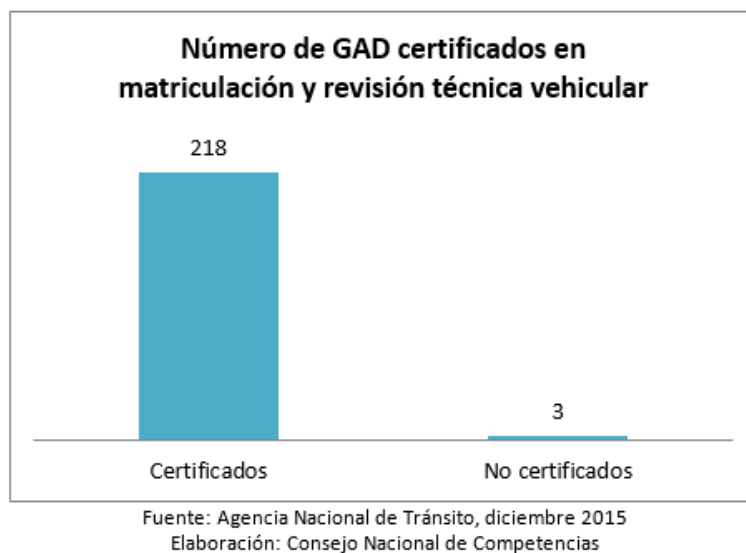 Número de GAD certificados en
matriculación y revisión técnica vehicular
218
3
Certificados
No certificados
Fuente: Agencia Nacional de Tránsito, diciembre 2015
Elaboración: Consejo Nacional de Competencias